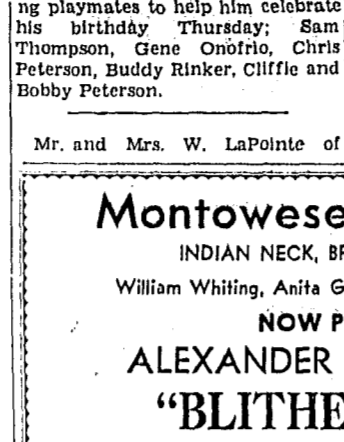 ng playmates to help him celebrate
his birthday Thursday; Sam
Thompson, Gene Onofrio, Chris
Peterson, Buddy Rinker, Cliffie and
Bobby Peterson.
Mr. and Mrs. W. LaPointe of
Montowese
INDIAN NECK, BR
William Whiting, Anita G
NOW P
ALEXANDER
“BLITHE